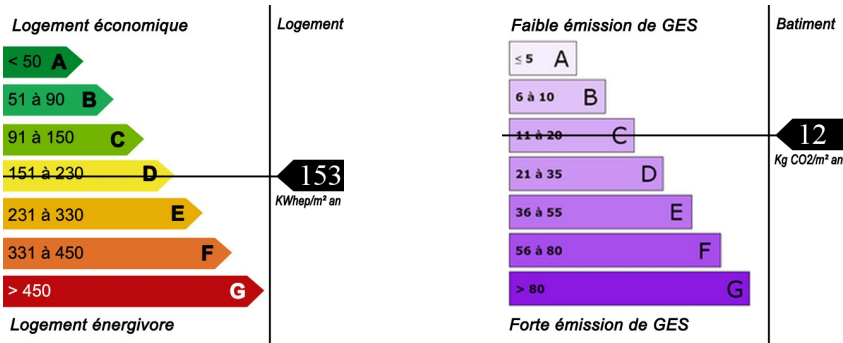 Logement économique
Logement
< 50 A
51 à 90 B
91 à 150 C
151 à 230 D
153
KWhep/m² an
231 à 330 E
331 à 450 F
> 450 G
Logement énergivore
Faible émission de GES
Batiment
≤ 5 A
6 à 10 B
11 à 20 C
12
Kg CO2/m² an
21 à 35 D
36 à 55 E
56 à 80 F
> 80 G
Forte émission de GES